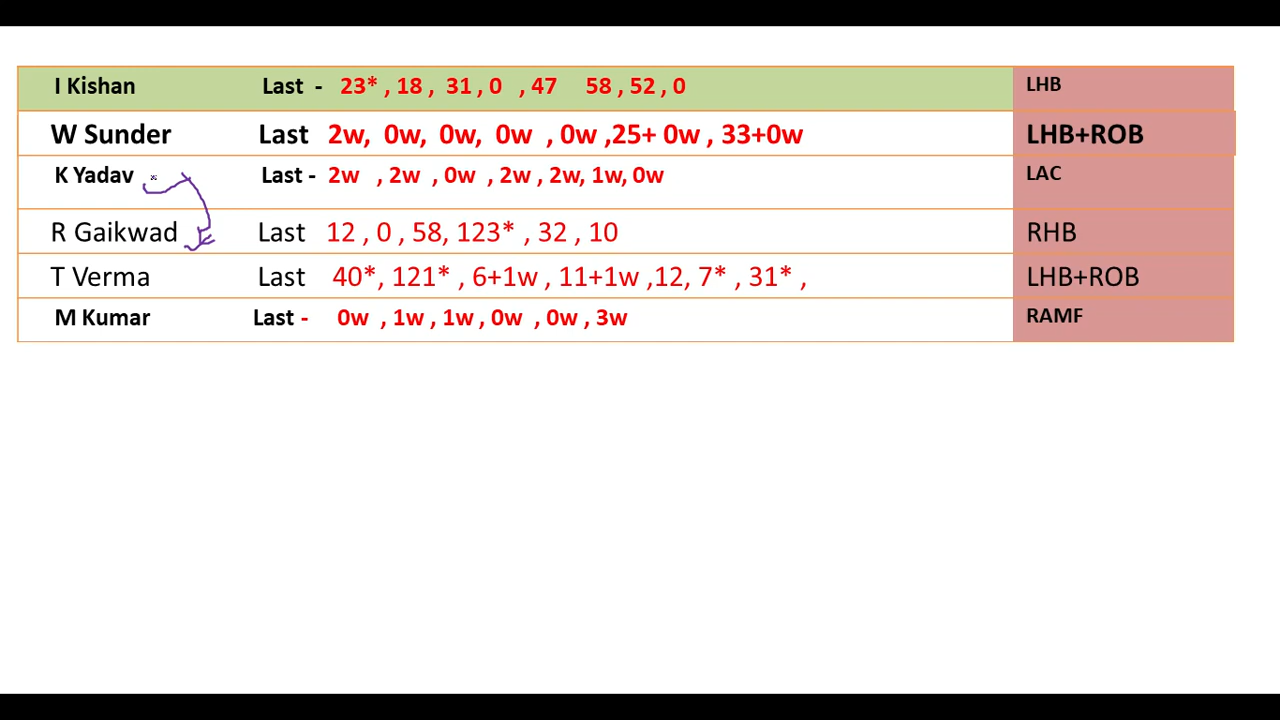 I Kishan Last - 23* , 18 , 31 , 0 , 47 58 , 52 , 0 LHB
W Sunder Last 2w, 0w, 0w, 0w , 0w ,25+ 0w , 33+0w LHB+ROB
K Yadav Last - 2w , 2w , 0w , 2w , 2w, 1w, 0w LAC
R Gaikwad Last 12 , 0 , 58, 123* , 32 , 10 RHB
T Verma Last 40*, 121* , 6+1w , 11+1w ,12, 7* , 31* , LHB+ROB
M Kumar Last - 0w , 1w , 1w , 0w , 0w , 3w RAMF